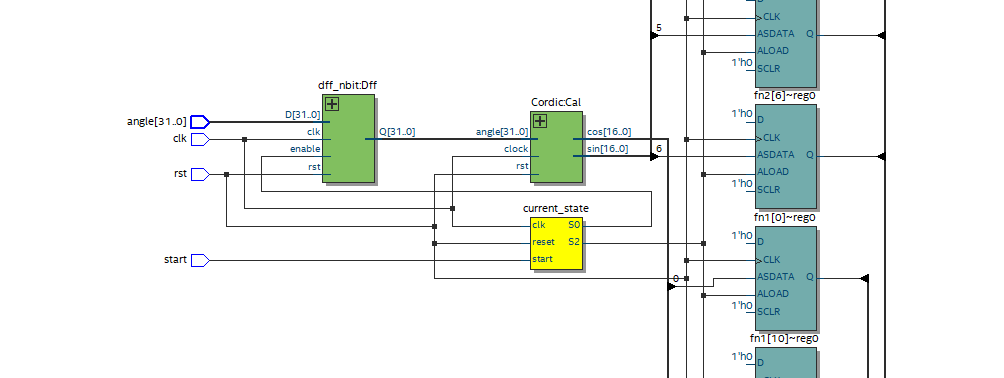 dff_nbit:Dff
D[31..0]
clk
enable
rst
Q[31..0]
angle[31..0]
clk
rst
start
Cordic:Cal
angle[31..0]
clock
rst
cos[16..0]
sin[16..0]
current_state
clk
reset
start
S0
S2
5
6
0
CLK
ASDATA
Q
ALOAD
1'h0
SCLR
fn2[6]~reg0
1'h0
D
CLK
ASDATA
Q
ALOAD
1'h0
SCLR
fn1[0]~reg0
1'h0
D
CLK
ASDATA
Q
ALOAD
1'h0
SCLR
fn1[10]~reg0
1'h0
D